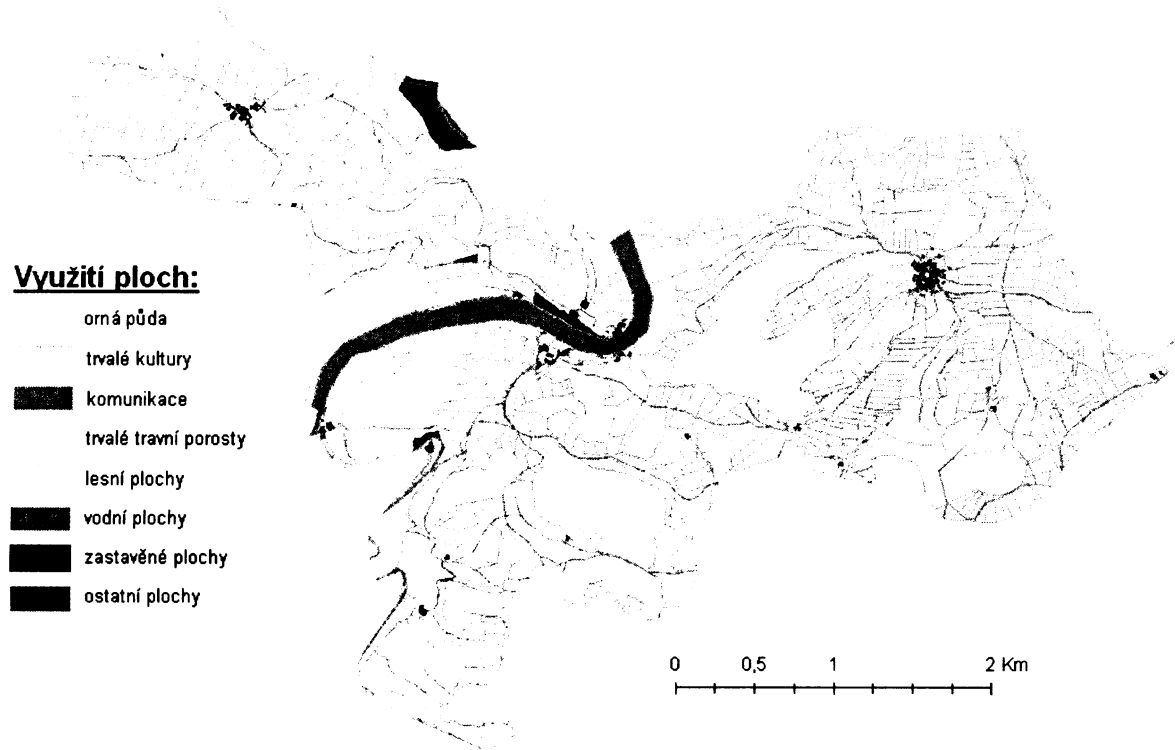 Využití ploch:
orná půda
trvalé kultury
komunikace
trvalé travní porosty
lesní plochy
vodní plochy
zastavěné plochy
ostatní plochy
0 0,5 1 2 Km